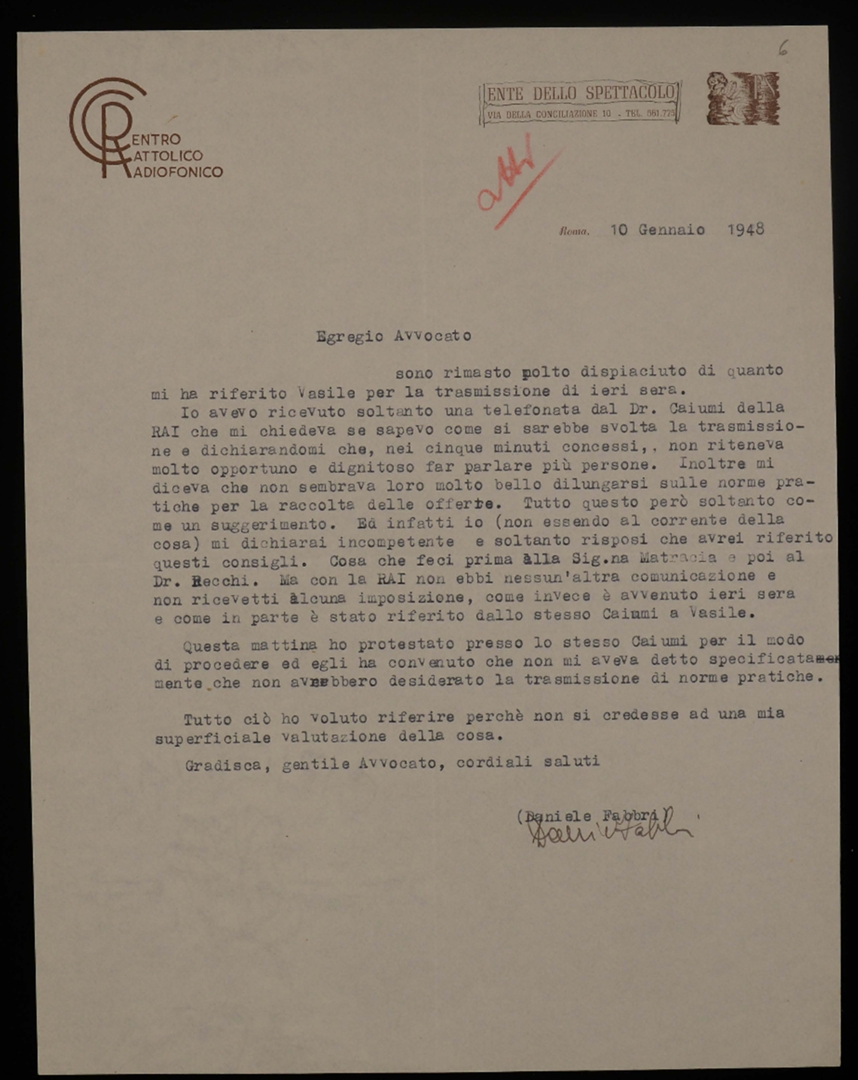 6
CENTRO
CATTOLICO
RADIOFONICO
ENTE DELLO SPETTACOLO
VIA DELLA CONCILIAZIONE 10 - TEL. 561.775
Roma. 10 Gennaio 1948
Egregio Avvocato
sono rimasto molto dispiaciuto di quanto
mi ha riferito Vasile per la trasmissione di ieri sera.
Io avevo ricevuto soltanto una telefonata dal Dr. Caiumi della
RAI che mi chiedeva se sapevo come si sarebbe svolta la trasmissio-
ne e dichiarandomi che, nei cinque minuti concessi,. non riteneva
molto opportuno e dignitoso far parlare più persone. Inoltre mi
diceva che non sembrava loro molto bello dilungarsi sulle norme pra-
tiche per la raccolta delle offerte. Tutto questo però soltanto co-
me un suggerimento. Ed infatti io (non essendo al corrente della
cosa) mi dichiarai incompetente e soltanto risposi che avrei riferito
questi consigli. Cosa che feci prima alla Sig.na Matracia e poi al
Dr. Recchi. Ma con la RAI non ebbi nessun'altra comunicazione e
non ricevetti alcuna imposizione, come invece è avvenuto ieri sera
e come in parte è stato riferito dallo stesso Caiumi a Vasile.
Questa mattina ho protestato presso lo stesso Caiumi per il modo
di procedere ed egli ha convenuto che non mi aveva detto specificatamen
mente che non avrebbero desiderato la trasmissione di norme pratiche.
Tutto ciò ho voluto riferire perchè non si credesse ad una mia
superficiale valutazione della cosa.
Gradisca, gentile Avvocato, cordiali saluti
(Daniele Fabbri)
Daniele Fabbri